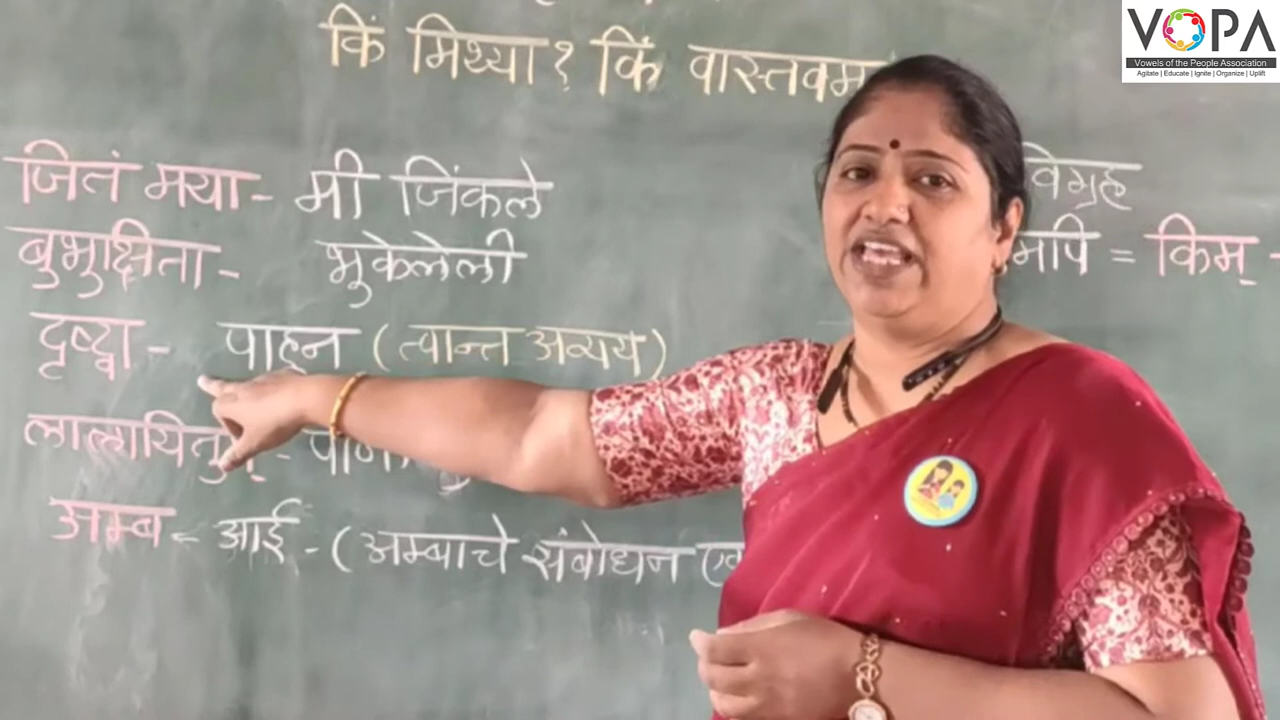 किं मिथ्या? किं वास्तवम
जितं मया - मी जिंकले
बुभुक्षिता - भुकेलेली
दृष्ट्वा - पाहून (त्वान्त अव्यय)
लालायितुम् -
अम्ब = आई - (अम्बाचे संबोधन
विग्रह
मपि = किम् -
VOPA
Vowels of the People Association
Agitate | Educate | Ignite | Organize | Uplift